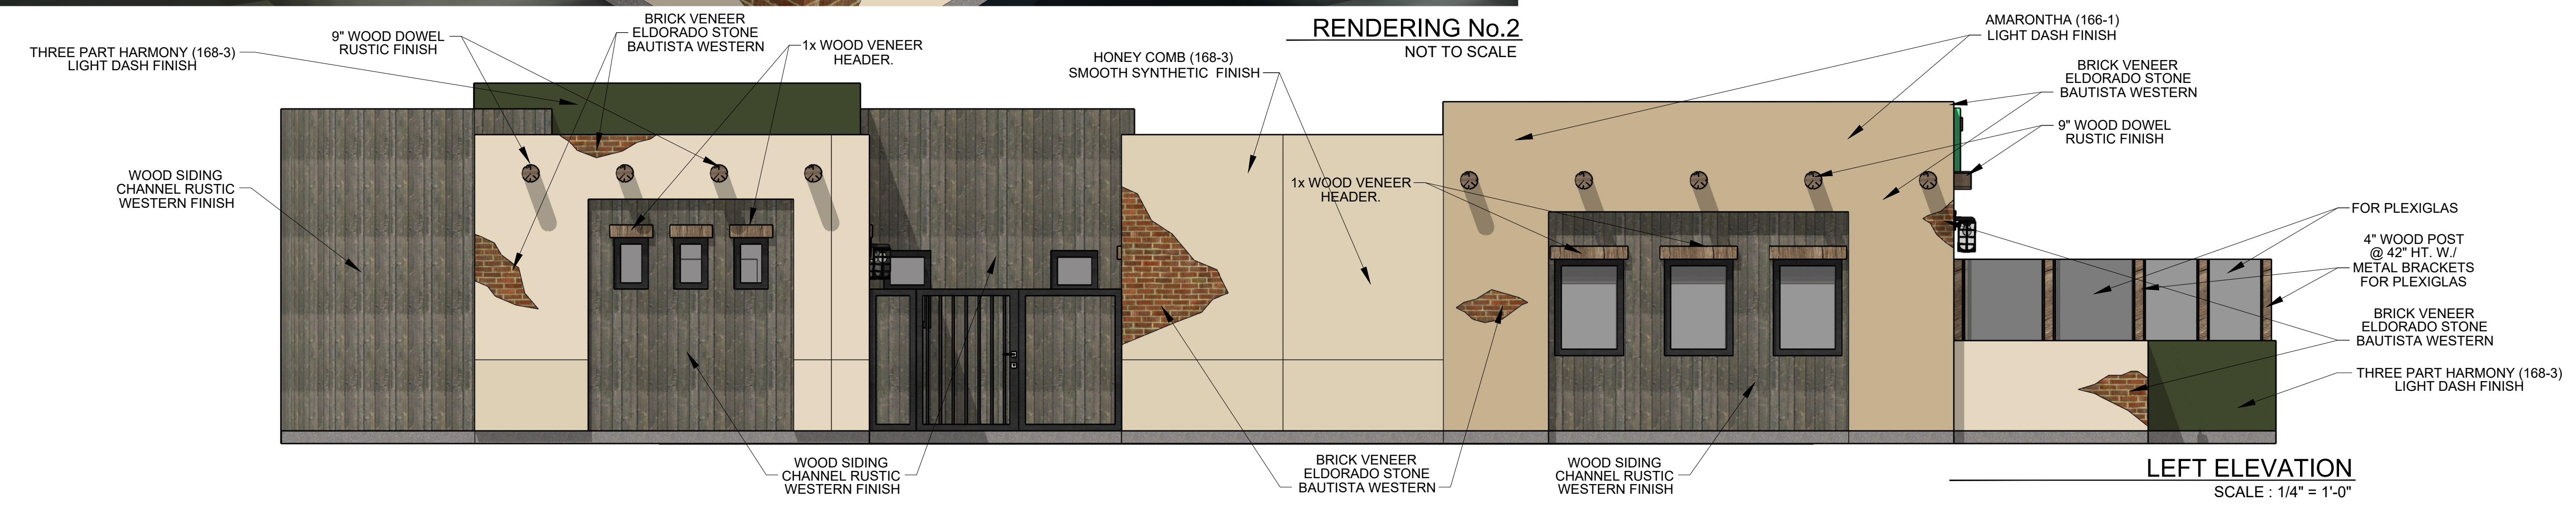 RENDERING No.2
NOT TO SCALE
THREE PART HARMONY (168-3)
LIGHT DASH FINISH
9" WOOD DOWEL
RUSTIC FINISH
BRICK VENEER
ELDORADO STONE
BAUTISTA WESTERN
1x WOOD VENEER
HEADER.
HONEY COMB (168-3)
SMOOTH SYNTHETIC FINISH
AMARONTHA (166-1)
LIGHT DASH FINISH
BRICK VENEER
ELDORADO STONE
BAUTISTA WESTERN
9" WOOD DOWEL
RUSTIC FINISH
WOOD SIDING
CHANNEL RUSTIC
WESTERN FINISH
1x WOOD VENEER
HEADER.
FOR PLEXIGLAS
4" WOOD POST
@ 42" HT. W./
METAL BRACKETS
FOR PLEXIGLAS
BRICK VENEER
ELDORADO STONE
BAUTISTA WESTERN
THREE PART HARMONY (168-3)
LIGHT DASH FINISH
WOOD SIDING
CHANNEL RUSTIC
WESTERN FINISH
BRICK VENEER
ELDORADO STONE
BAUTISTA WESTERN
WOOD SIDING
CHANNEL RUSTIC
WESTERN FINISH
LEFT ELEVATION
SCALE : 1/4" = 1'-0"